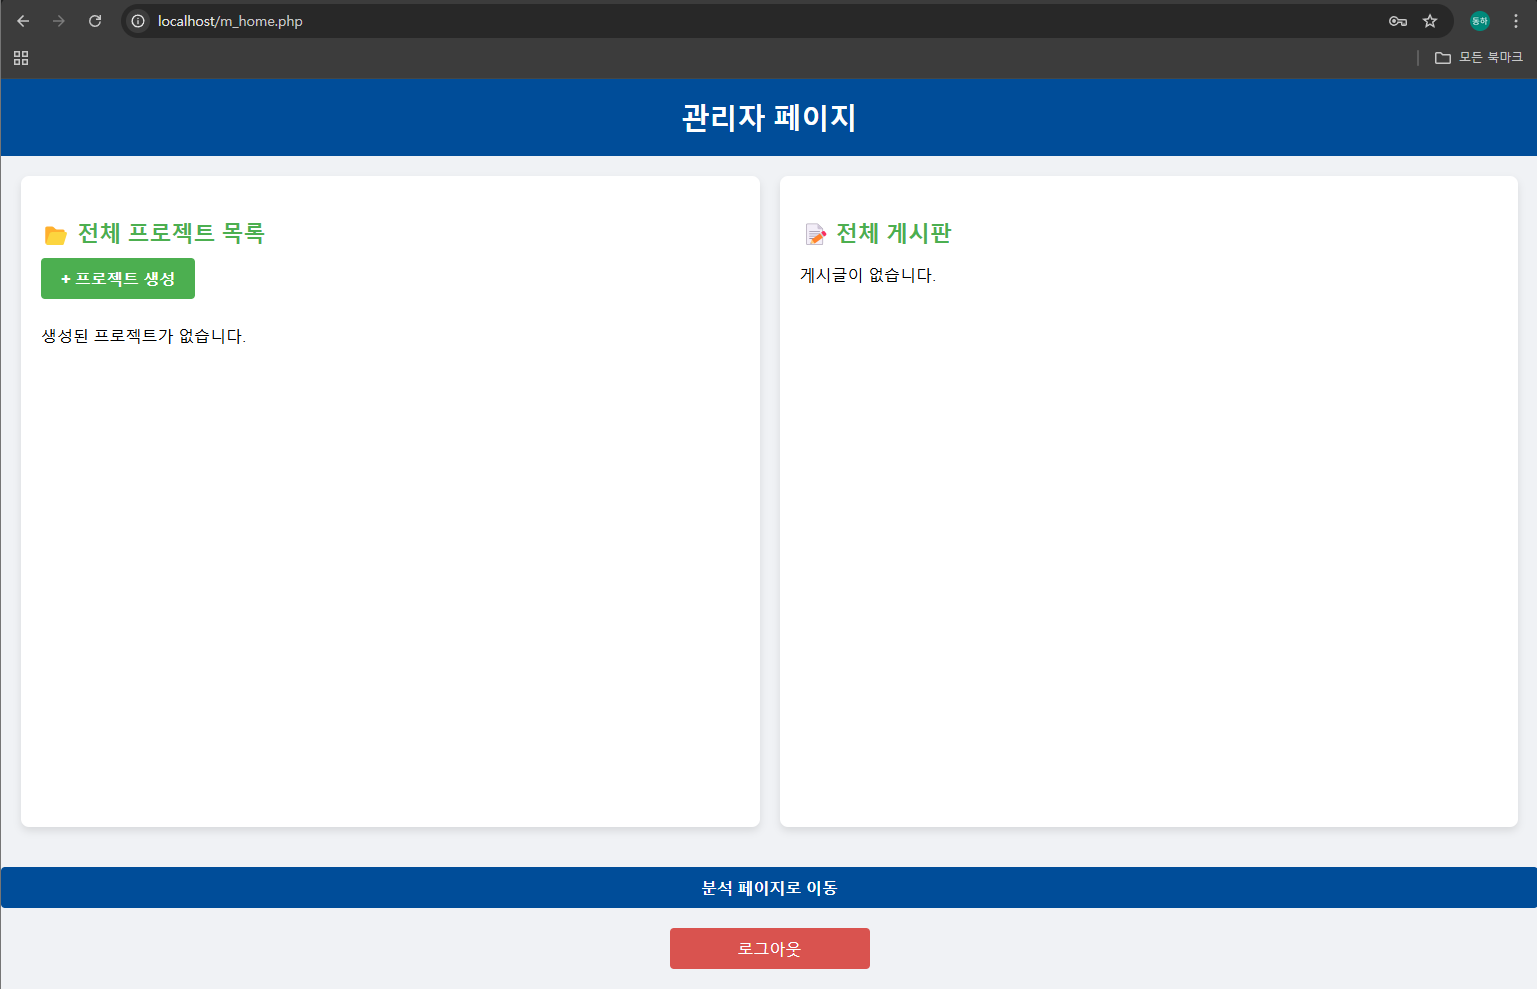 localhost/m_home.php
동하
모든 북마크
관리자 페이지
전체 프로젝트 목록
+ 프로젝트 생성
생성된 프로젝트가 없습니다.
전체 게시판
게시글이 없습니다.
분석 페이지로 이동
로그아웃